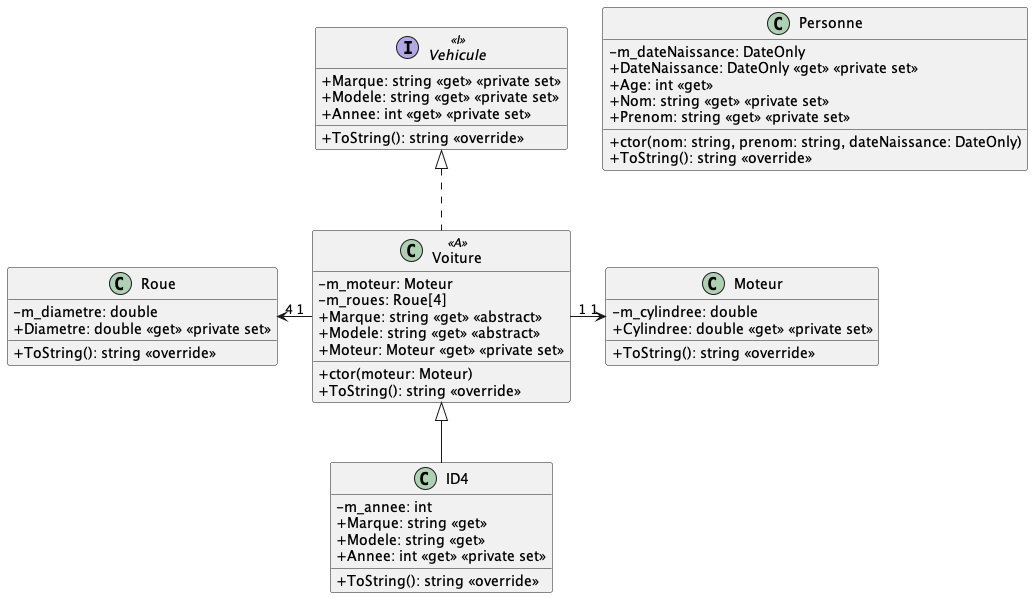 «I»
I Vehicule
+Marque: string «get» «private set»
+Modele: string «get» «private set»
+Annee: int «get» «private set»
+ToString(): string «override»
C Personne
-m_dateNaissance: DateOnly
+DateNaissance: DateOnly «get» «private set»
+Age: int «get»
+Nom: string «get» «private set»
+Prenom: string «get» «private set»
+ctor(nom: string, prenom: string, dateNaissance: DateOnly)
+ToString(): string «override»
C Roue
-m_diametre: double
+Diametre: double «get» «private set»
+ToString(): string «override»
4 1
«A»
C Voiture
-m_moteur: Moteur
-m_roues: Roue[4]
+Marque: string «get» «abstract»
+Modele: string «get» «abstract»
+Moteur: Moteur «get» «private set»
+ctor(moteur: Moteur)
+ToString(): string «override»
1 1
C Moteur
-m_cylindree: double
+Cylindree: double «get» «private set»
+ToString(): string «override»
C ID4
-m_annee: int
+Marque: string «get»
+Modele: string «get»
+Annee: int «get» «private set»
+ToString(): string «override»